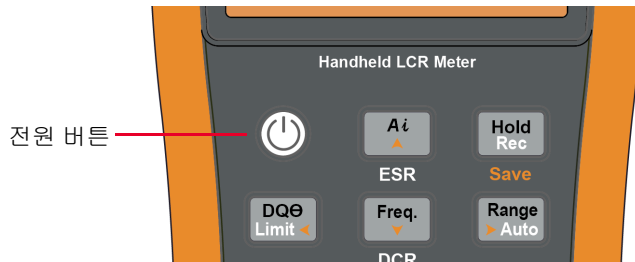 Handheld LCR Meter
전원 버튼
Ai
Hold
Rec
ESR
Save
DQΘ
Limit
Freq.
Range
Auto
DCR